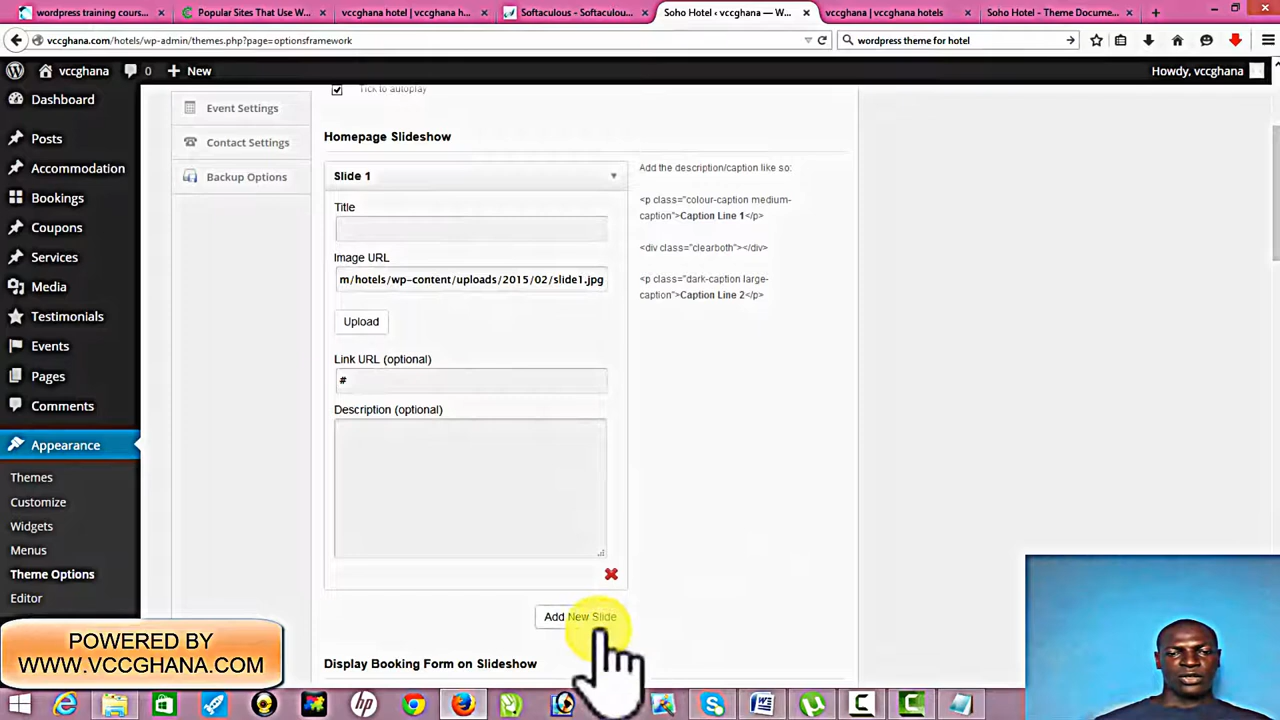 wordpress training cours...
Popular Sites That Use W...
vccghana hotel | vccghana h...
Softaculous - Softaculou...
Soho Hotel ‹ vccghana — W...
vccghana | vccghana hotels
Soho Hotel - Theme Docume...
vccghana.com/hotels/wp-admin/themes.php?page=optionsframework
wordpress theme for hotel
vccghana
0
New
Howdy, vccghana
Dashboard
Posts
Accommodation
Bookings
Coupons
Services
Media
Testimonials
Events
Pages
Comments
Appearance
Themes
Customize
Widgets
Menus
Theme Options
Editor
Event Settings
Contact Settings
Backup Options
Tick to autoplay
Homepage Slideshow
Slide 1
Title
Image URL
m/hotels/wp-content/uploads/2015/02/slide1.jpg
Upload
Link URL (optional)
#
Description (optional)
Add New Slide
Display Booking Form on Slideshow
Add the description/caption like so:
<p class="colour-caption medium-
caption">Caption Line 1</p>
<div class="clearboth"></div>
<p class="dark-caption large-
caption">Caption Line 2</p>
POWERED BY
WWW.VCCGHANA.COM